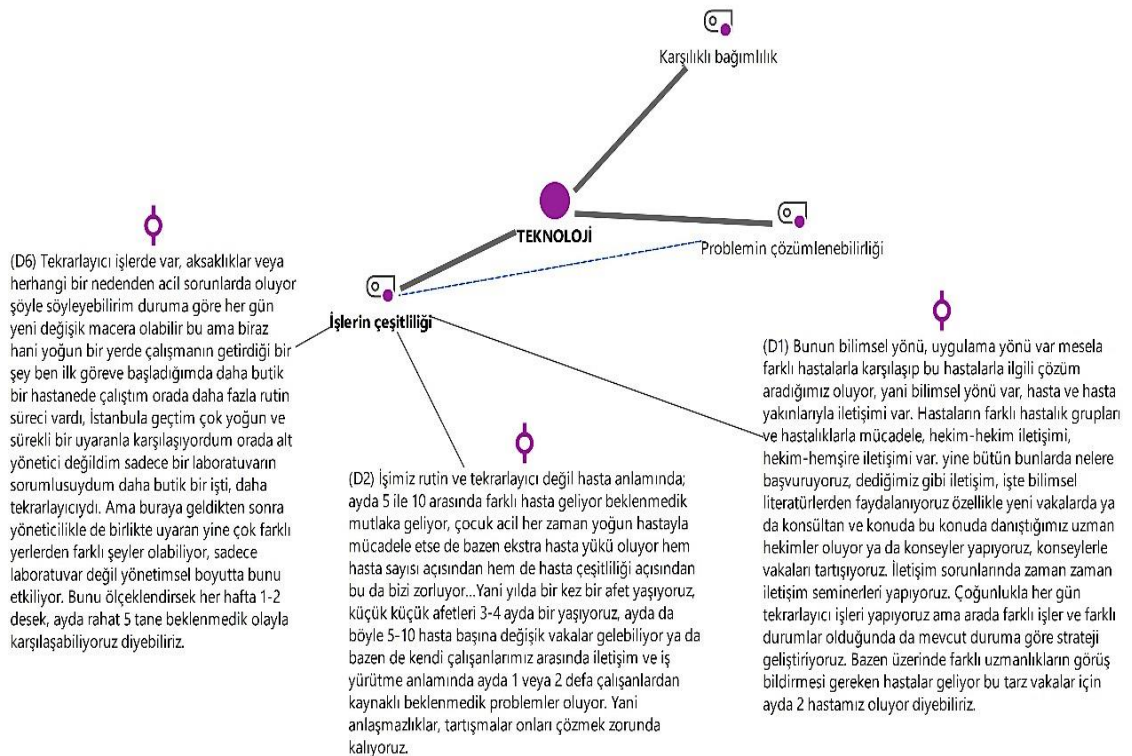 Karşılıklı bağımlılık
TEKNOLOJİ
Problemin çözümlenebilirliği
İşlerin çeşitliliği
(D6) Tekrarlayıcı işlerde var, aksaklıklar veya
herhangi bir nedenden acil sorunlarda oluyor
şöyle söyleyebilirim duruma göre her gün
yeni değişik macera olabilir bu ama biraz
hani yoğun bir yerde çalışmanın getirdiği bir
şey ben ilk göreve başladığımda daha butik
bir hastanede çalıştım orada daha fazla rutin
süreci vardı, İstanbula geçtim çok yoğun ve
sürekli bir uyaranla karşılaşıyordum orada alt
yönetici değildim sadece bir laboratuvarın
sorumlusuydum daha butik bir işti, daha
tekrarlayıcıydı. Ama buraya geldikten sonra
yöneticilikle de birlikte uyaran yine çok farklı
yerlerden farklı şeyler olabiliyor, sadece
laboratuvar değil yönetimsel boyutta bunu
etkiliyor. Bunu ölçeklendirsek her hafta 1-2
desek, ayda rahat 5 tane beklenmedik olayla
karşılaşabiliyoruz diyebiliriz.
(D2) İşimiz rutin ve tekrarlayıcı değil hasta anlamında;
ayda 5 ile 10 arasında farklı hasta geliyor beklenmedik
mutlaka geliyor, çocuk acil her zaman yoğun hastayla
mücadele etse de bazen ekstra hasta yükü oluyor hem
hasta sayısı açısından hem de hasta çeşitliliği açısından
bu da bizi zorluyor...Yani yılda bir kez bir afet yaşıyoruz,
küçük küçük afetleri 3-4 ayda bir yaşıyoruz, ayda da
böyle 5-10 hasta başına değişik vakalar gelebiliyor ya da
bazen de kendi çalışanlarımız arasında iletişim ve iş
yürütme anlamında ayda 1 veya 2 defa çalışanlardan
kaynaklı beklenmedik problemler oluyor. Yani
anlaşmazlıklar, tartışmalar onları çözmek zorunda
kalıyoruz.
(D1) Bunun bilimsel yönü, uygulama yönü var mesela
farklı hastalarla karşılaşıp bu hastalarla ilgili çözüm
aradığımız oluyor, yani bilimsel yönü var, hasta ve hasta
yakınlarıyla iletişimi var. Hastaların farklı hastalık grupları
ve hastalıklarla mücadele, hekim-hekim iletişimi,
hekim-hemşire iletişimi var. yine bütün bunlarda nelere
başvuruyoruz, dediğimiz gibi iletişim, işte bilimsel
literatürlerden faydalanıyoruz özellikle yeni vakalarda ya
da konsültan ve konuda bu konuda danıştığımız uzman
hekimler oluyor ya da konseyler yapıyoruz, konseylerle
vakaları tartışıyoruz. İletişim sorunlarında zaman zaman
iletişim seminerleri yapıyoruz. Çoğunlukla her gün
tekrarlayıcı işleri yapıyoruz ama arada farklı işler ve farklı
durumlar olduğunda da mevcut duruma göre strateji
geliştiriyoruz. Bazen üzerinde farklı uzmanlıkların görüş
bildirmesi gereken hastalar geliyor bu tarz vakalar için
ayda 2 hastamız oluyor diyebiliriz.